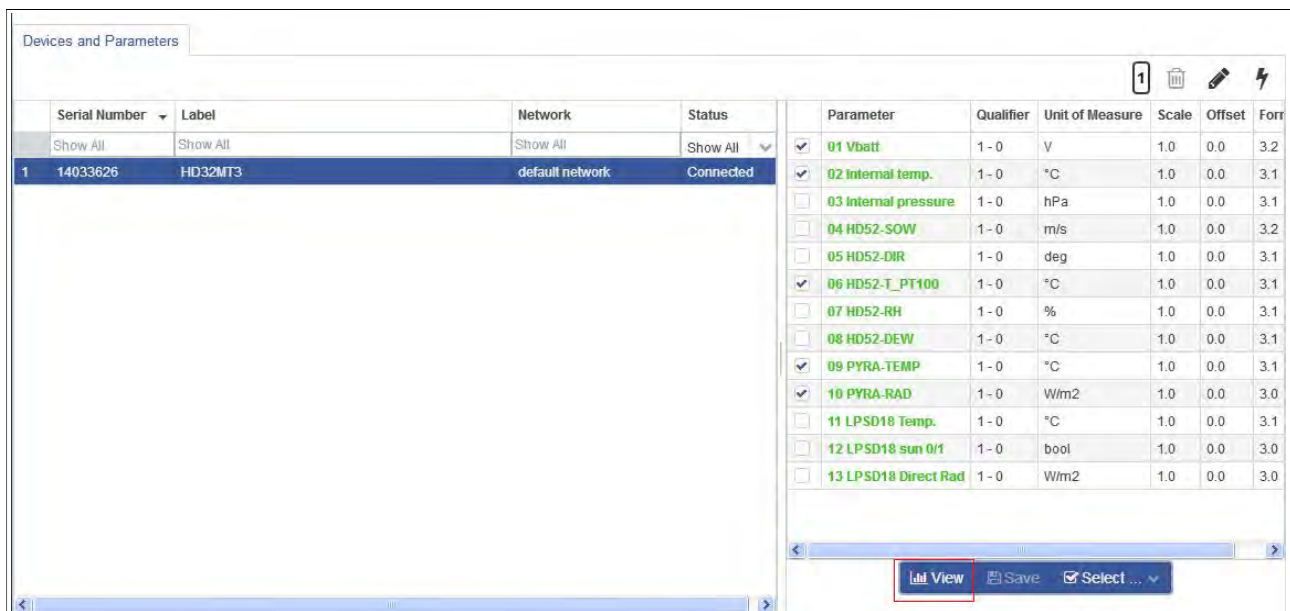 Devices and Parameters
1
Serial Number Label Network Status
Show All Show All Show All Show All
1 14033626 HD32MT3 default network Connected
Parameter Qualifier Unit of Measure Scale Offset Forr
01 Vbatt 1 - 0 V 1.0 0.0 3.2
02 Internal temp. 1 - 0 °C 1.0 0.0 3.1
03 Internal pressure 1 - 0 hPa 1.0 0.0 3.1
04 HD52-SOW 1 - 0 m/s 1.0 0.0 3.2
05 HD52-DIR 1 - 0 deg 1.0 0.0 3.1
06 HD52-T_PT100 1 - 0 °C 1.0 0.0 3.1
07 HD52-RH 1 - 0 % 1.0 0.0 3.1
08 HD52-DEW 1 - 0 °C 1.0 0.0 3.1
09 PYRA-TEMP 1 - 0 °C 1.0 0.0 3.1
10 PYRA-RAD 1 - 0 W/m2 1.0 0.0 3.0
11 LPSD18 Temp. 1 - 0 °C 1.0 0.0 3.1
12 LPSD18 sun 0/1 1 - 0 bool 1.0 0.0 3.0
13 LPSD18 Direct Rad 1 - 0 W/m2 1.0 0.0 3.0
View Save Select ...